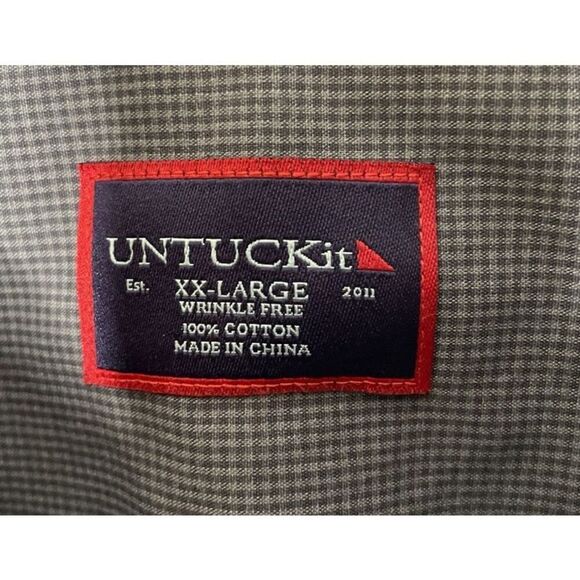 UNTUCKit
Est. XX-LARGE 2011
WRINKLE FREE
100% COTTON
MADE IN CHINA